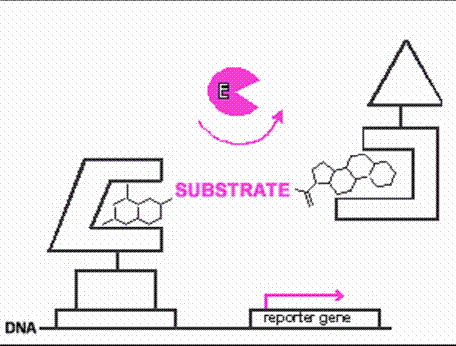 E
SUBSTRATE
reporter gene
DNA